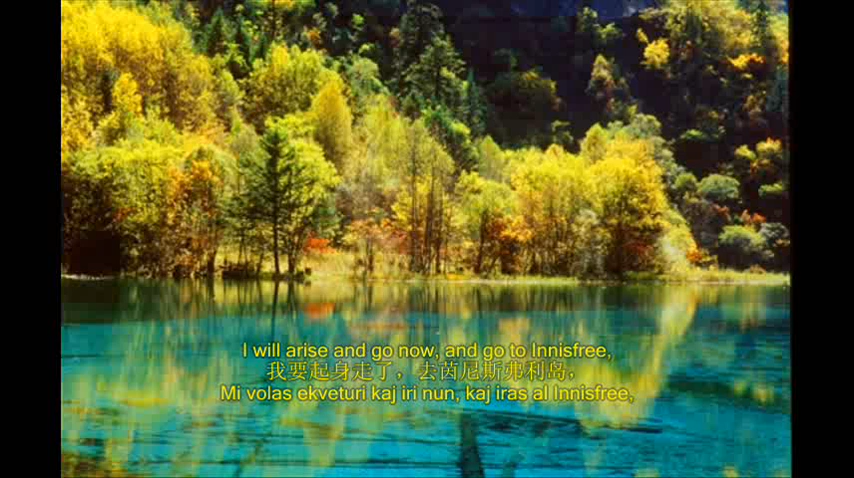 I will arise and go now, and go to Innisfree,
我要起身走了，去茵尼斯弗利岛，
Mi volas ekveturi kaj iri nun, kaj iras al Innisfree,